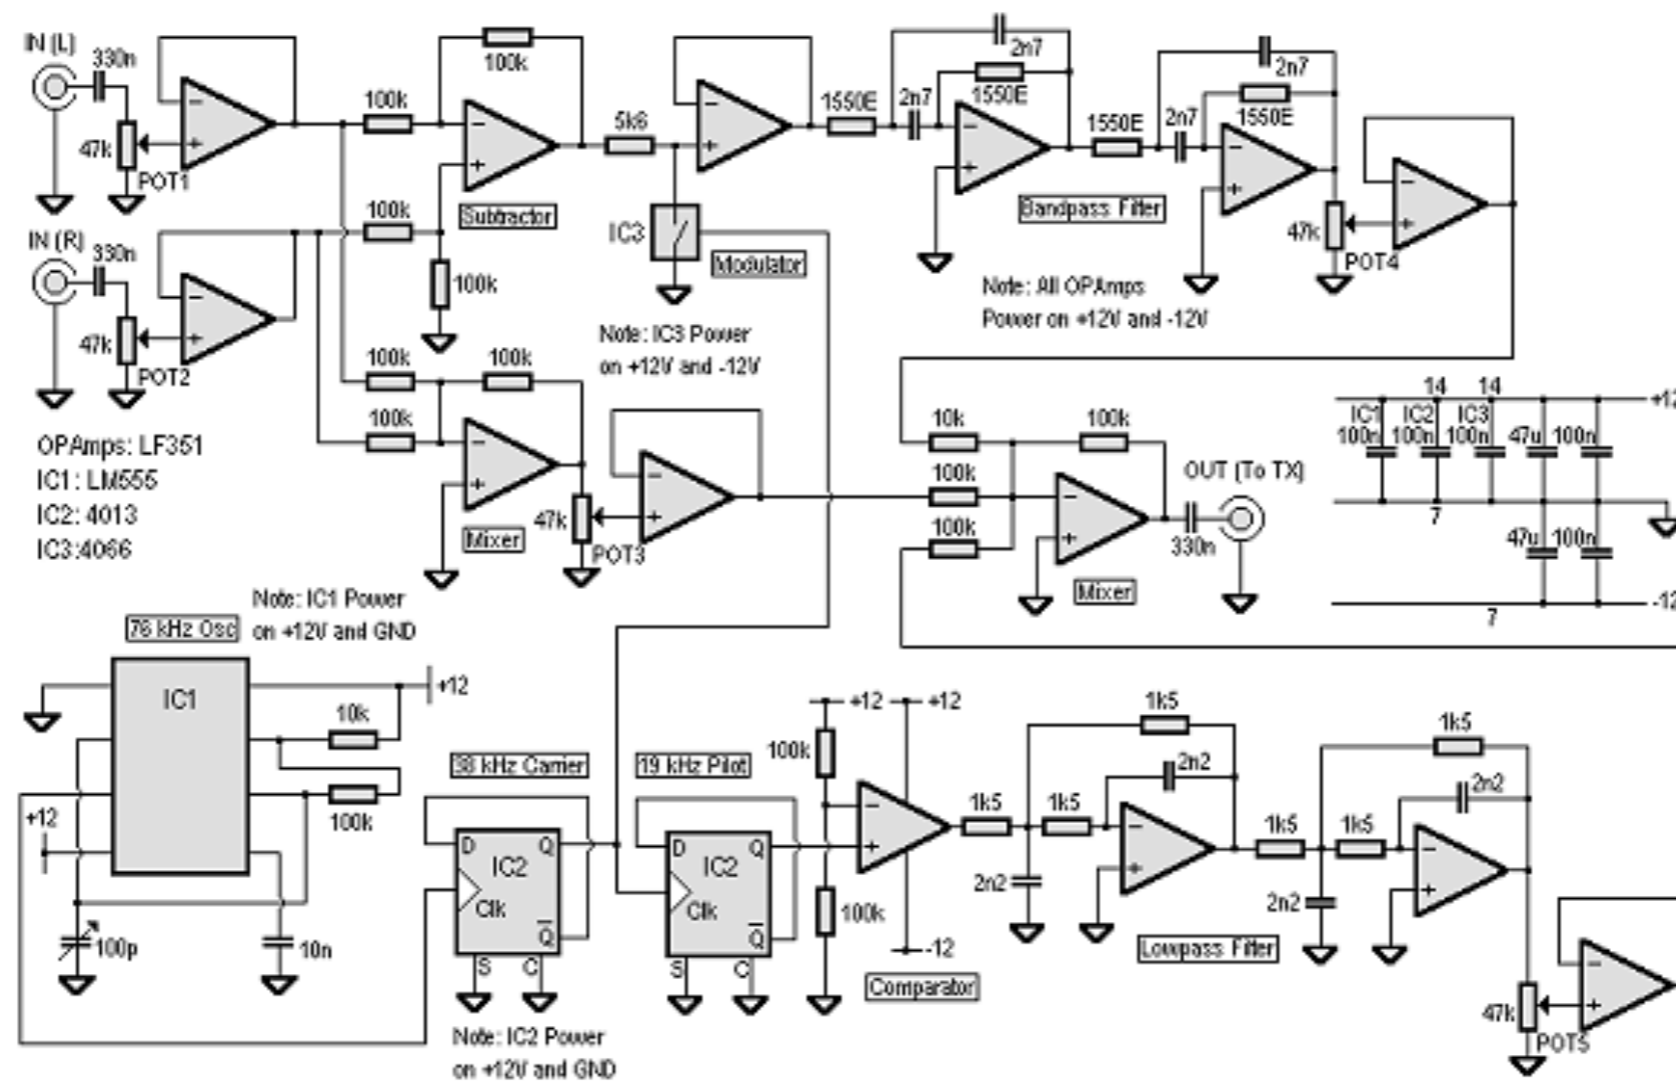 IN (L)
330n
47k
POT1
100k
100k
Subtractor
5k6
IC3
Modulator
1550E
2n7
2n7
1550E
1550E
2n7
2n7
1550E
Bandpass Filter
47k
POT4
IN (R)
330n
47k
POT2
100k
100k
Note: IC3 Power
on +12V and -12V
Note: All OPAmps
Power on +12V and -12V
OPAmps: LF351
IC1: LM555
IC2: 4013
IC3:4066
100k
100k
100k
Mixer
47k
POT3
10k
100k
100k
100k
Mixer
OUT (To TX)
330n
14
14
+12
IC1
IC2
IC3
100n
100n
100n
47u
100n
7
47u
100n
-12
7
76 kHz Osc
Note: IC1 Power
on +12V and GND
IC1
+12
10k
100k
+12
100p
10n
38 kHz Carrier
D
Q
IC2
Clk
Q
S
C
Note: IC2 Power
on +12V and GND
19 kHz Pilot
D
Q
IC2
Clk
Q
S
C
+12
+12
100k
100k
-12
Comparator
1k5
1k5
1k5
2n2
2n2
Lowpass Filter
1k5
1k5
1k5
2n2
2n2
47k
POT5